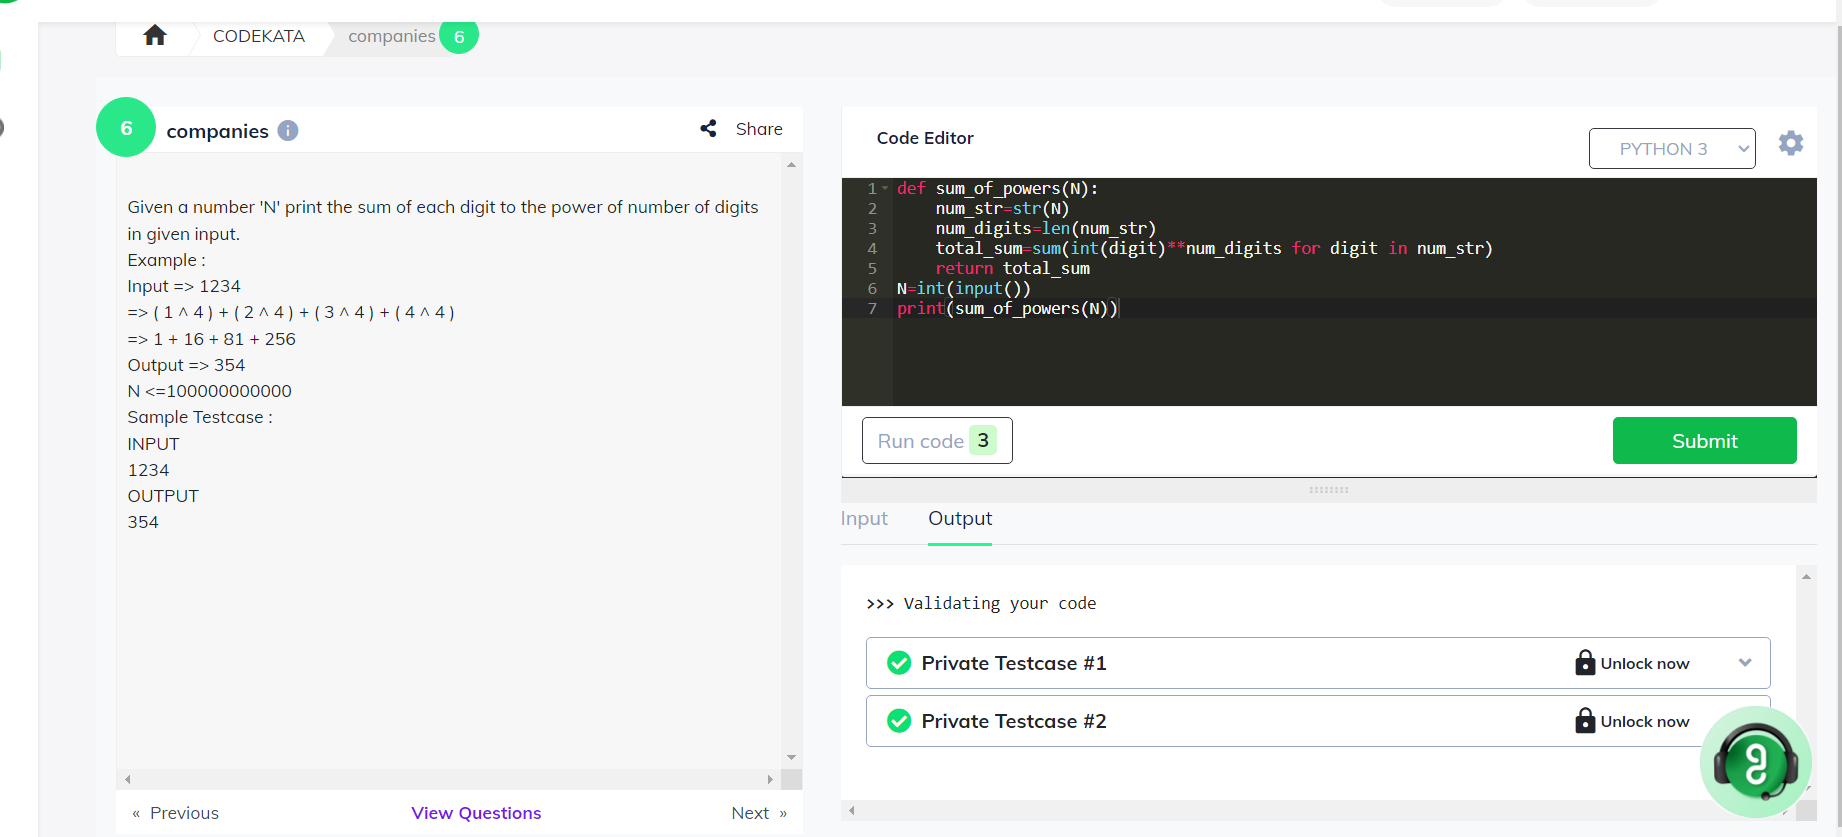 CODEKATA
companies 6
6 companies
Share
Given a number 'N' print the sum of each digit to the power of number of digits
in given input.
Example :
Input => 1234
=> ( 1 ^ 4 ) + ( 2 ^ 4 ) + ( 3 ^ 4 ) + ( 4 ^ 4 )
=> 1 + 16 + 81 + 256
Output => 354
N <=100000000000
Sample Testcase :
INPUT
1234
OUTPUT
354
« Previous
View Questions
Next »
Code Editor
PYTHON 3
1 def sum_of_powers(N):
2     num_str=str(N)
3     num_digits=len(num_str)
4     total_sum=sum(int(digit)**num_digits for digit in num_str)
5     return total_sum
6 N=int(input())
7 print(sum_of_powers(N))
Run code 3
Submit
Input
Output
>>> Validating your code
Private Testcase #1
Unlock now
Private Testcase #2
Unlock now